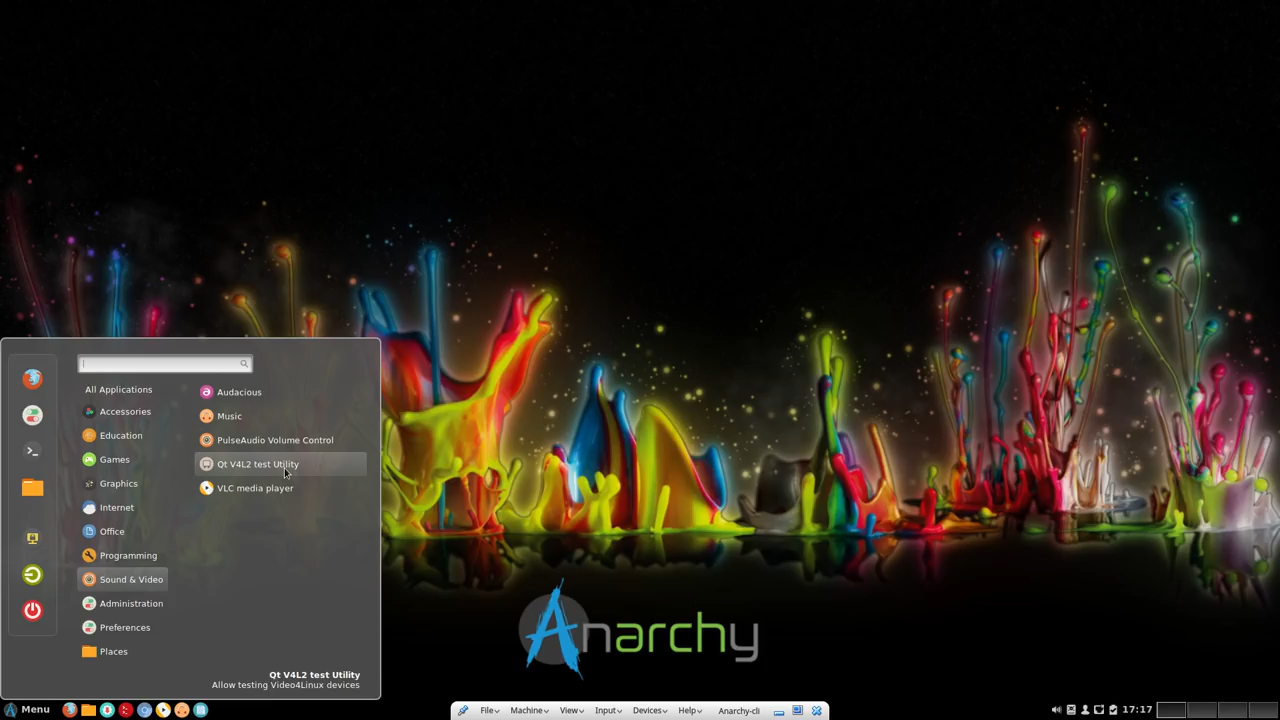 All Applications
Accessories
Education
Games
Graphics
Internet
Office
Programming
Sound & Video
Administration
Preferences
Places
Audacious
Music
PulseAudio Volume Control
Qt V4L2 test Utility
VLC media player
Qt V4L2 test Utility
Allow testing Video4Linux devices
Anarchy
Menu
File
Machine
View
Input
Devices
Help
Anarchy-cli
17:17